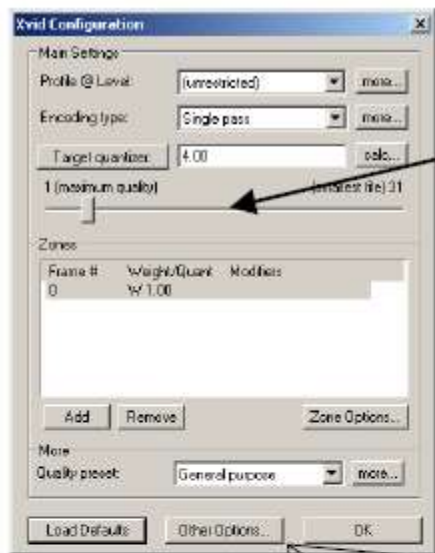 Xvid Configuration
Main Settings
Profile @ Level: (unrestricted) more...
Encoding type: Single pass more...
Target quantizer: 4.00 calc...
1 (maximum quality) (smallest file) 31
Zones
Frame # Weight/Quant Modifiers
0 W 1.00
Add Remove Zone Options...
More
Quality preset: General purpose more...
Load Defaults Other Options... OK